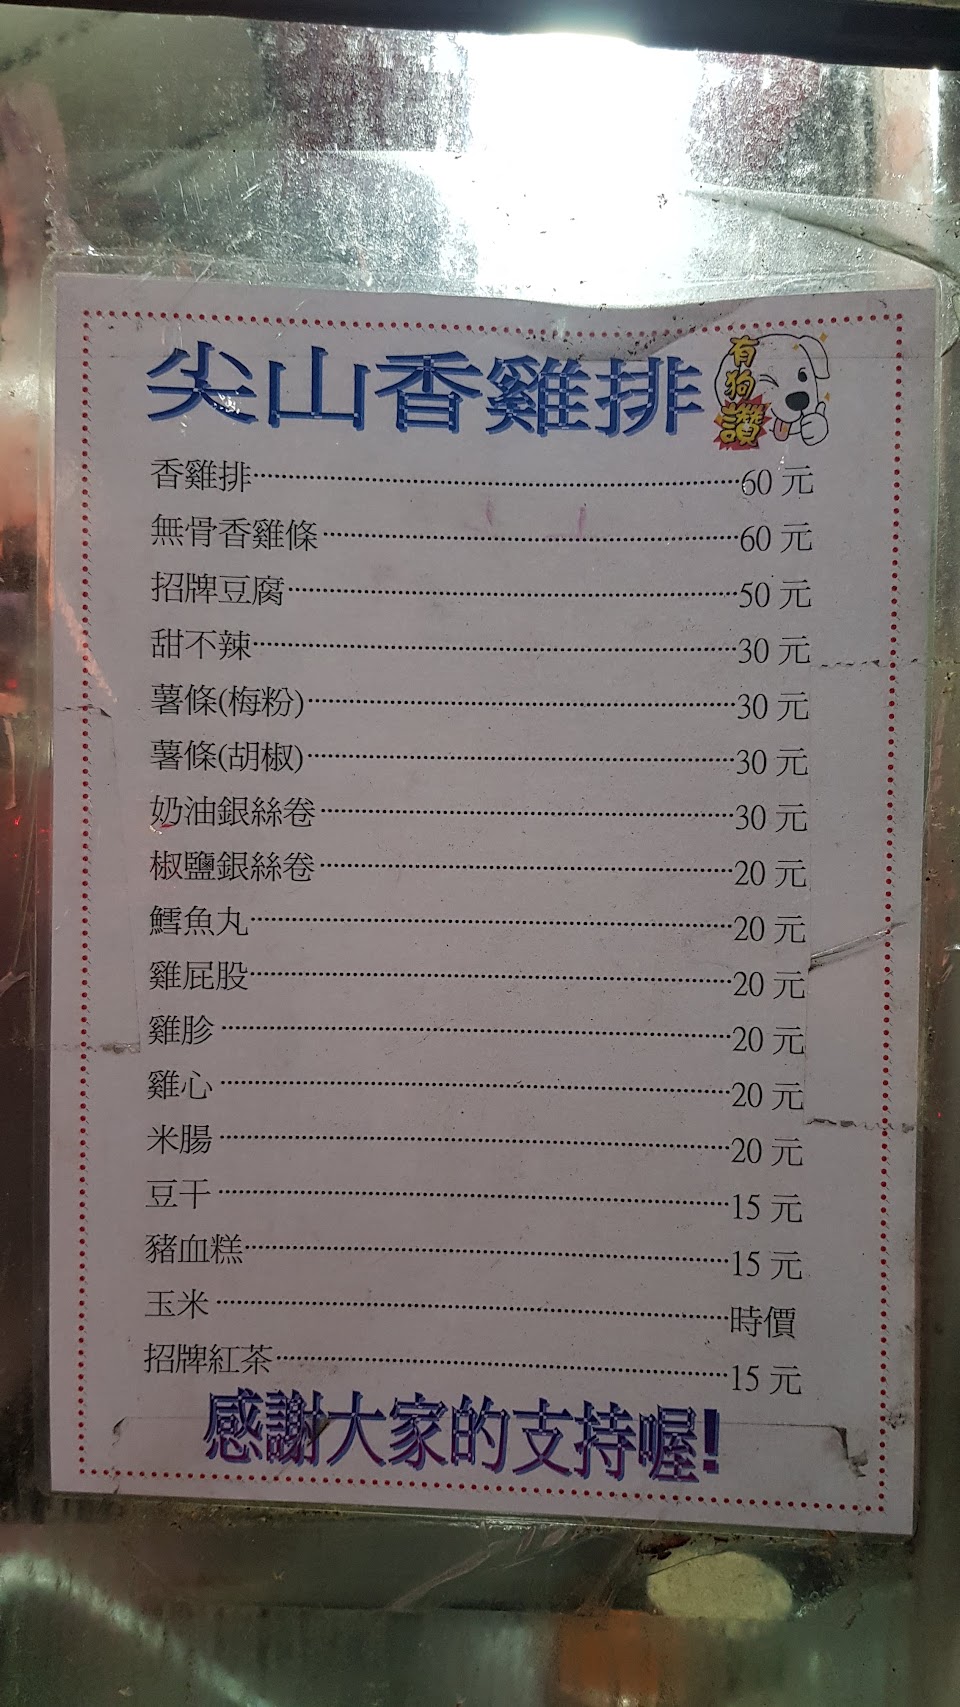 尖山香雞排
有狗讚
香雞排 60元
無骨香雞條 60元
招牌豆腐 50元
甜不辣 30元
薯條(梅粉) 30元
薯條(胡椒) 30元
奶油銀絲卷 30元
椒鹽銀絲卷 20元
鱈魚丸 20元
雞屁股 20元
雞胗 20元
雞心 20元
米腸 20元
豆干 15元
豬血糕 15元
玉米 時價
招牌紅茶 15元
感謝大家的支持喔!